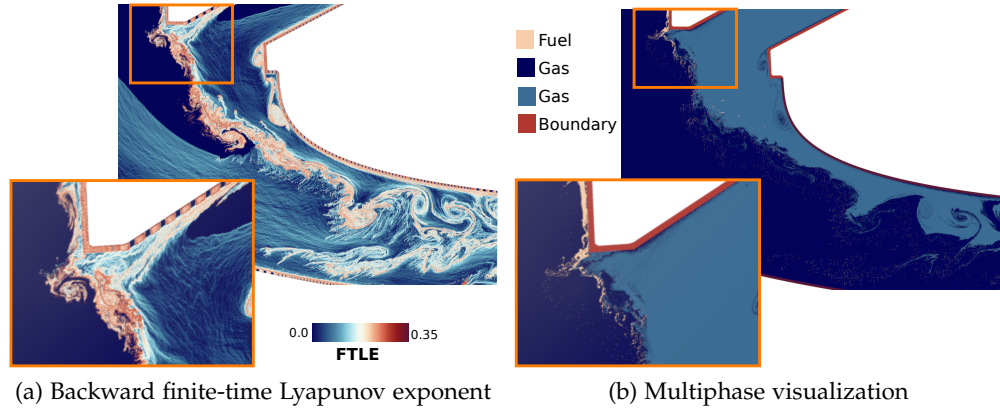 0.0
0.35
FTLE
(a) Backward finite-time Lyapunov exponent
Fuel
Gas
Gas
Boundary
(b) Multiphase visualization